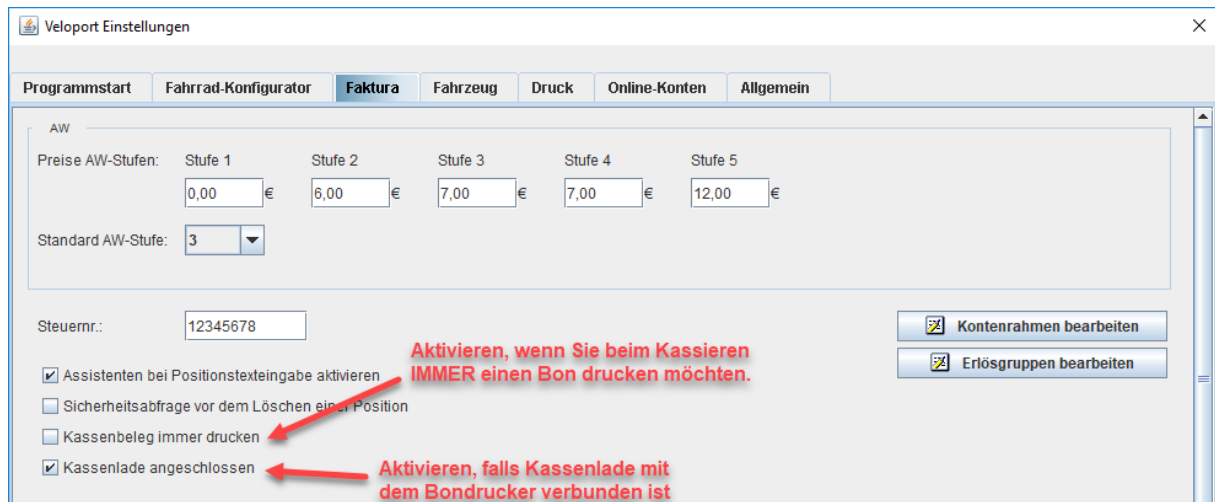 Veloport Einstellungen
Programmstart Fahrrad-Konfigurator Faktura Fahrzeug Druck Online-Konten Allgemein
AW
Preise AW-Stufen: Stufe 1 Stufe 2 Stufe 3 Stufe 4 Stufe 5
0,00 € 6,00 € 7,00 € 7,00 € 12,00 €
Standard AW-Stufe: 3
Steuernr.: 12345678
Kontenrahmen bearbeiten
Erlösgruppen bearbeiten
Aktivieren, wenn Sie beim Kassieren
IMMER einen Bon drucken möchten.
Assistenten bei Positionstexteingabe aktivieren
Sicherheitsabfrage vor dem Löschen einer Position
Kassenbeleg immer drucken
Kassenlade angeschlossen
Aktivieren, falls Kassenlade mit
dem Bondrucker verbunden ist